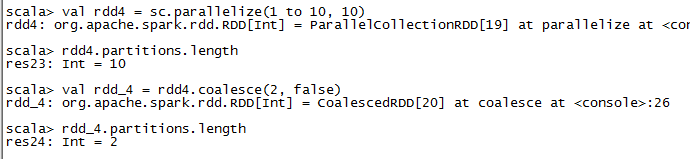 scala> val rdd4 = sc.parallelize(1 to 10, 10)
rdd4: org.apache.spark.rdd.RDD[Int] = ParallelCollectionRDD[19] at parallelize at <co
scala> rdd4.partitions.length
res23: Int = 10
scala> val rdd_4 = rdd4.coalesce(2, false)
rdd_4: org.apache.spark.rdd.RDD[Int] = CoalescedRDD[20] at coalesce at <console>:26
scala> rdd_4.partitions.length
res24: Int = 2